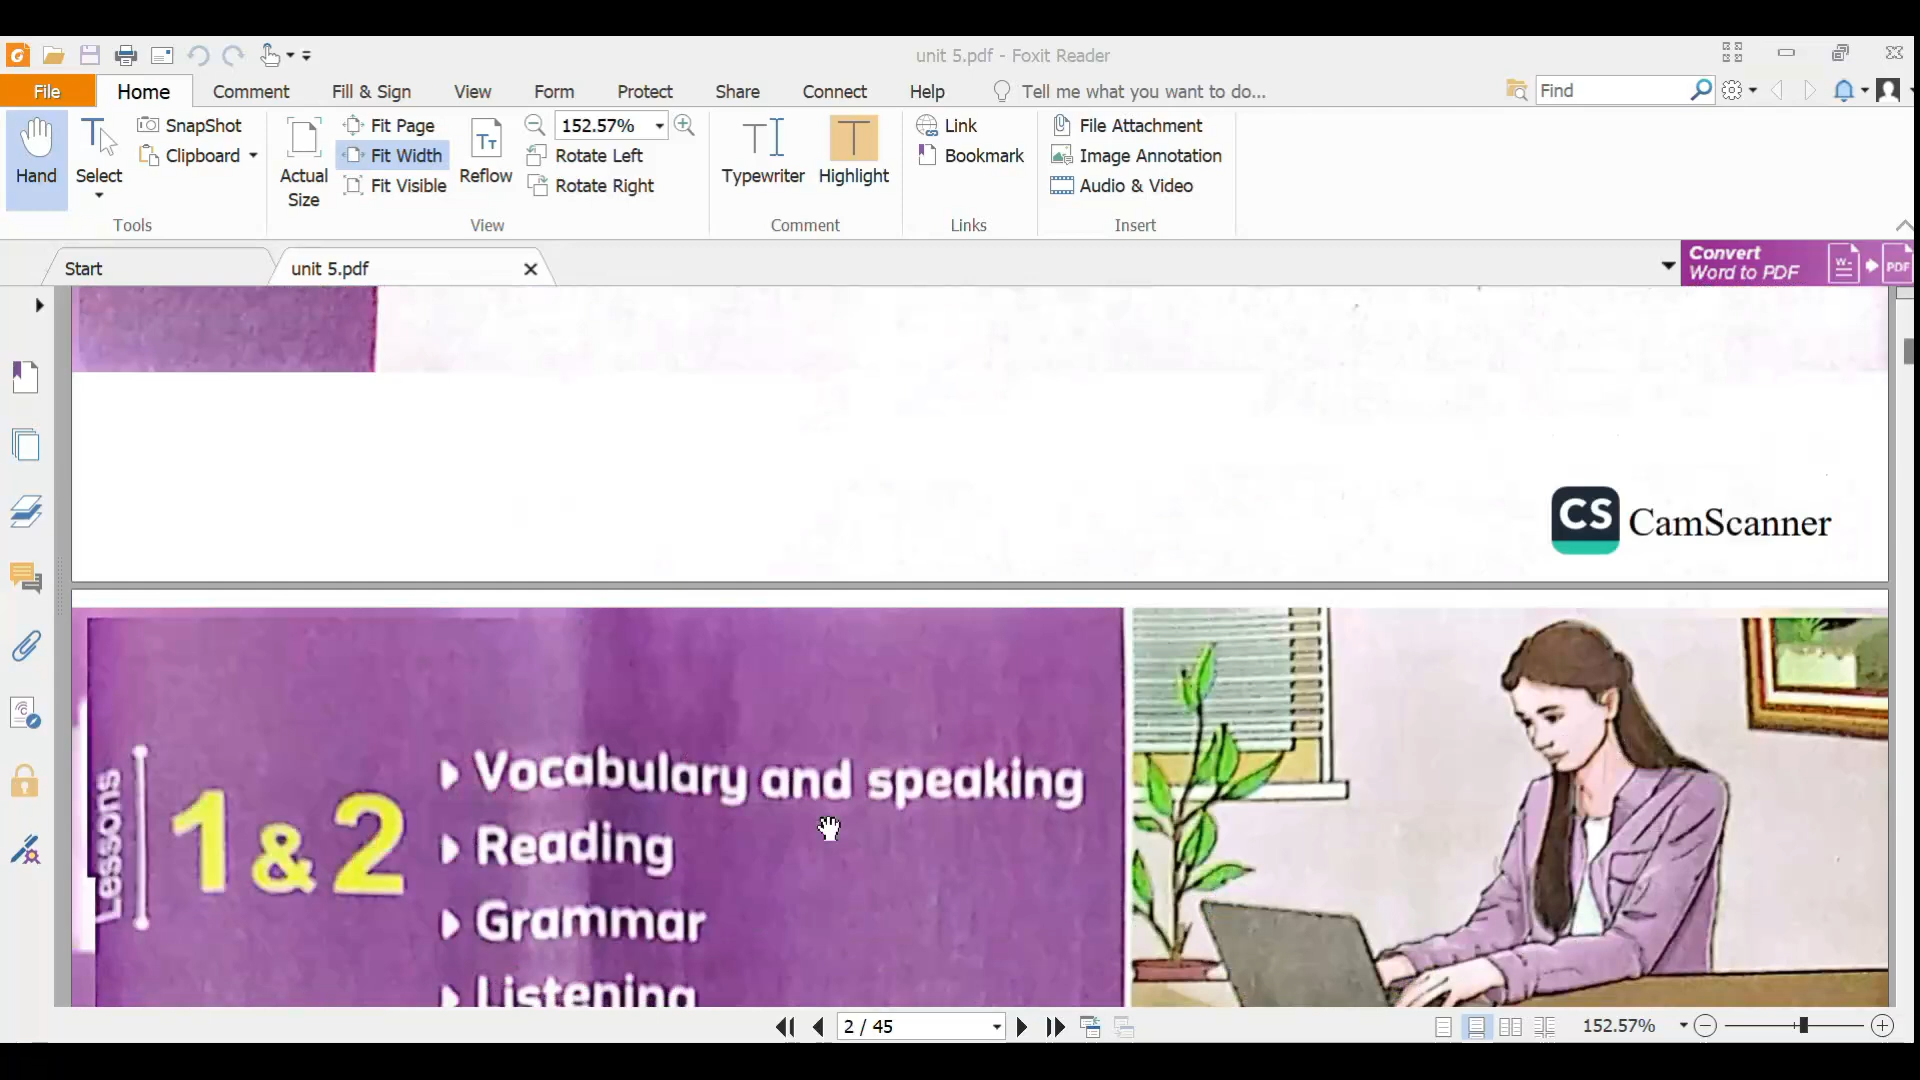 unit 5.pdf - Foxit Reader
File Home Comment Fill & Sign View Form Protect Share Connect Help Tell me what you want to do... Find
Hand
Select
SnapShot
Clipboard
Tools
Actual
Size
Fit Page
Fit Width
Fit Visible
Reflow
152.57%
Rotate Left
Rotate Right
View
Typewriter
Highlight
Comment
Link
Bookmark
Links
File Attachment
Image Annotation
Audio & Video
Insert
Start
unit 5.pdf
Convert
Word to PDF
W
PDF
CS CamScanner
Lessons
1 & 2
Vocabulary and speaking
Reading
Grammar
Listening
2 / 45
152.57%